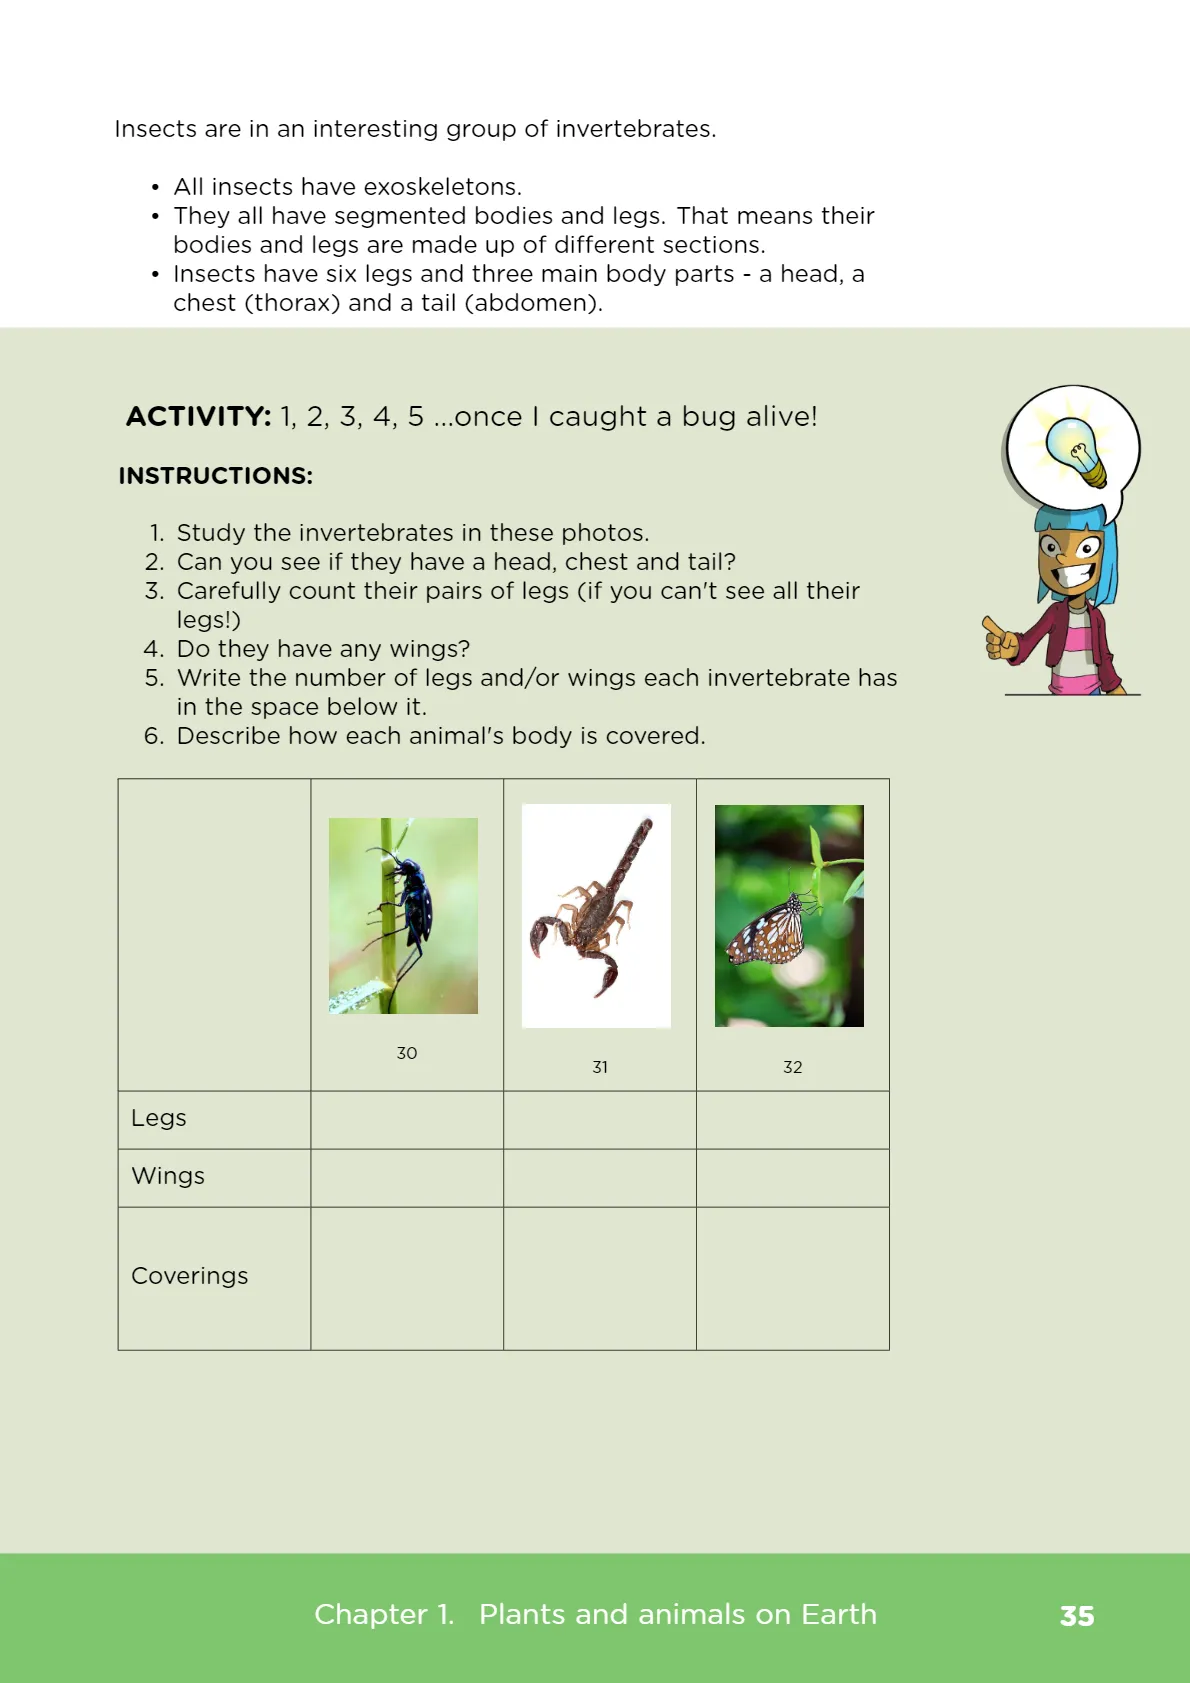 Insects are in an interesting group of invertebrates.
• All insects have exoskeletons.
• They all have segmented bodies and legs. That means their
bodies and legs are made up of different sections.
• Insects have six legs and three main body parts - a head, a
chest (thorax) and a tail (abdomen).
ACTIVITY: 1, 2, 3, 4, 5 ...once I caught a bug alive!
INSTRUCTIONS:
1. Study the invertebrates in these photos.
2. Can you see if they have a head, chest and tail?
3. Carefully count their pairs of legs (if you can't see all their
legs!)
4. Do they have any wings?
5. Write the number of legs and/or wings each invertebrate has
in the space below it.
6. Describe how each animal's body is covered.
30
31
32
Legs
Wings
Coverings
Chapter 1. Plants and animals on Earth
35